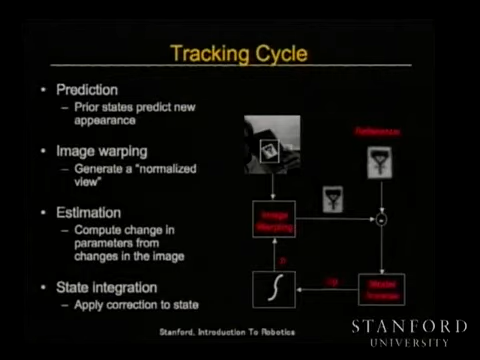 Tracking Cycle
• Prediction
– Prior states predict new
appearance
• Image warping
– Generate a "normalized
view"
• Estimation
– Compute change in
parameters from
changes in the image
• State integration
– Apply correction to state
Reference
Image
Warping
-
p
∫
Δp
Model
Inverse
Stanford, Introduction To Robotics
STANFORD
UNIVERSITY